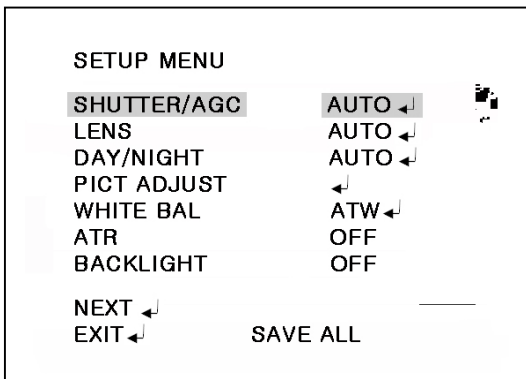 SETUP MENU
SHUTTER/AGC AUTO ↲
LENS AUTO ↲
DAY/NIGHT AUTO ↲
PICT ADJUST ↲
WHITE BAL ATW ↲
ATR OFF
BACKLIGHT OFF
NEXT ↲
EXIT ↲ SAVE ALL